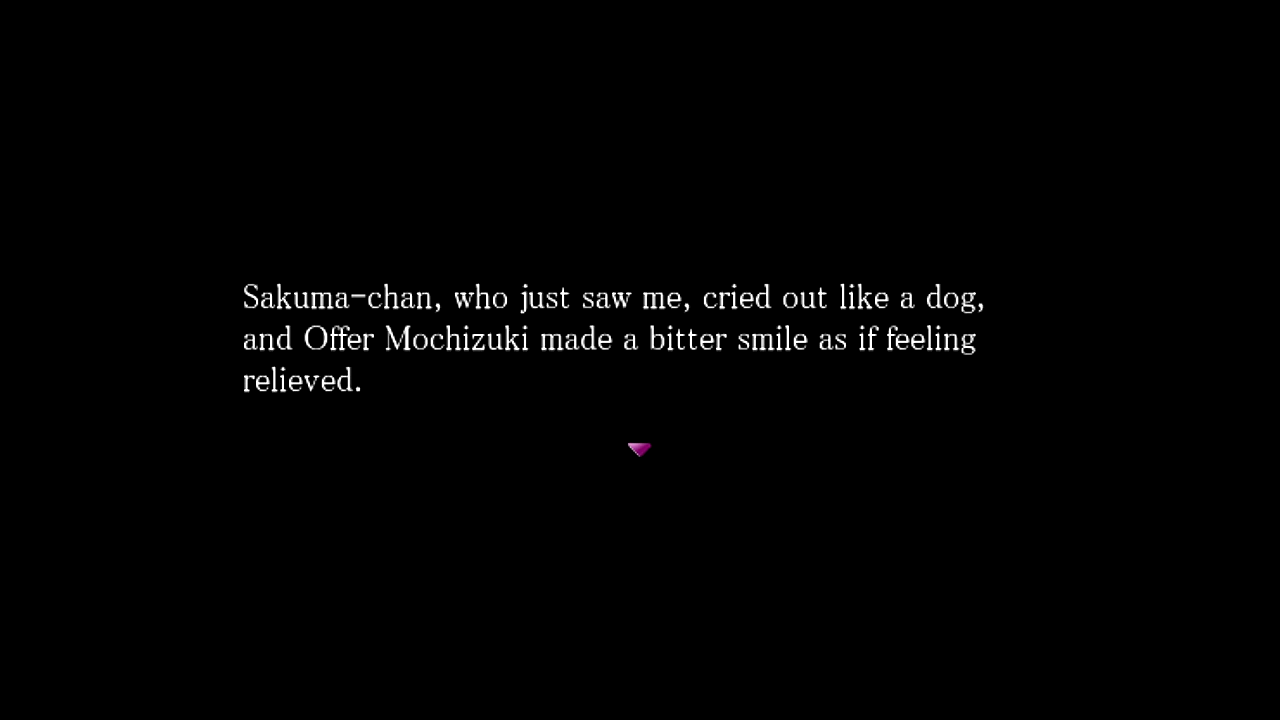 Sakuma-chan, who just saw me, cried out like a dog,
and Offer Mochizuki made a bitter smile as if feeling
relieved.